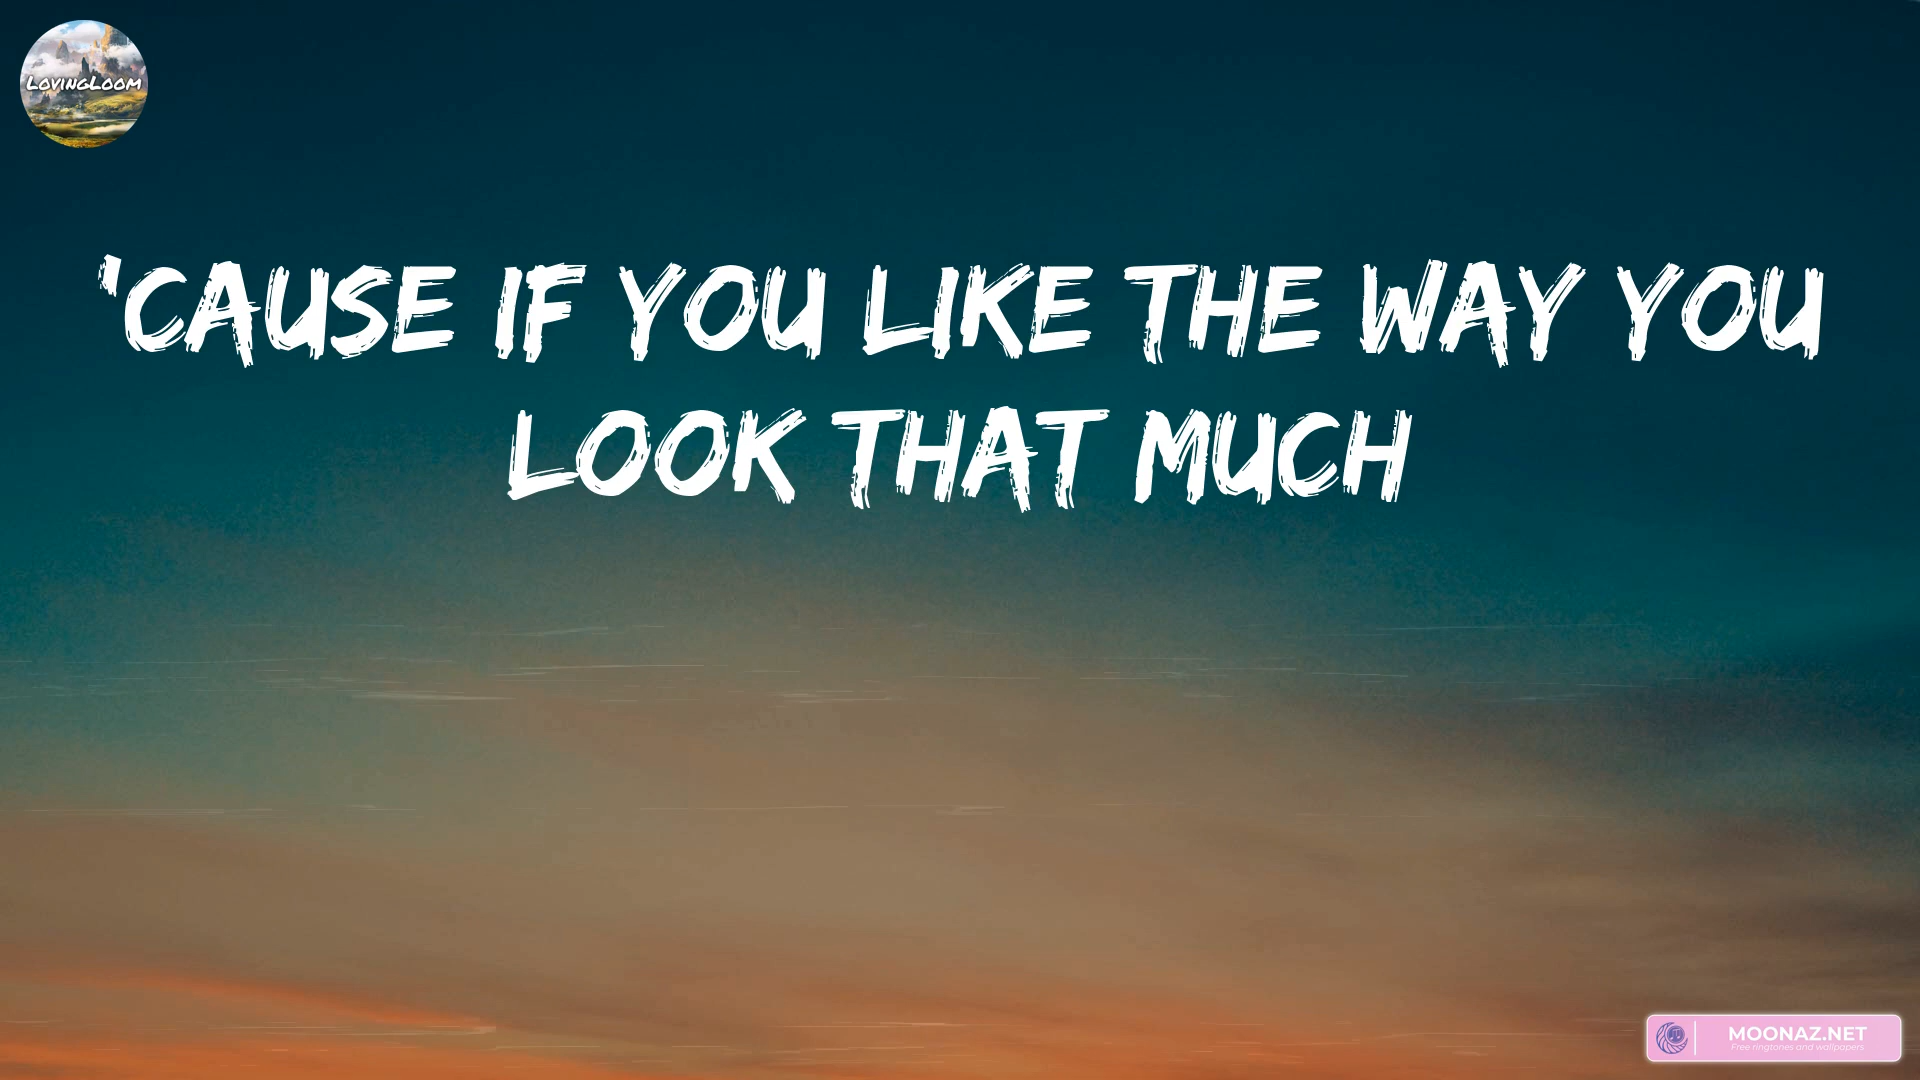 LovingLoom
'CAUSE IF YOU LIKE THE WAY YOU
LOOK THAT MUCH
MOONAZ.NET
Free ringtones and wallpapers